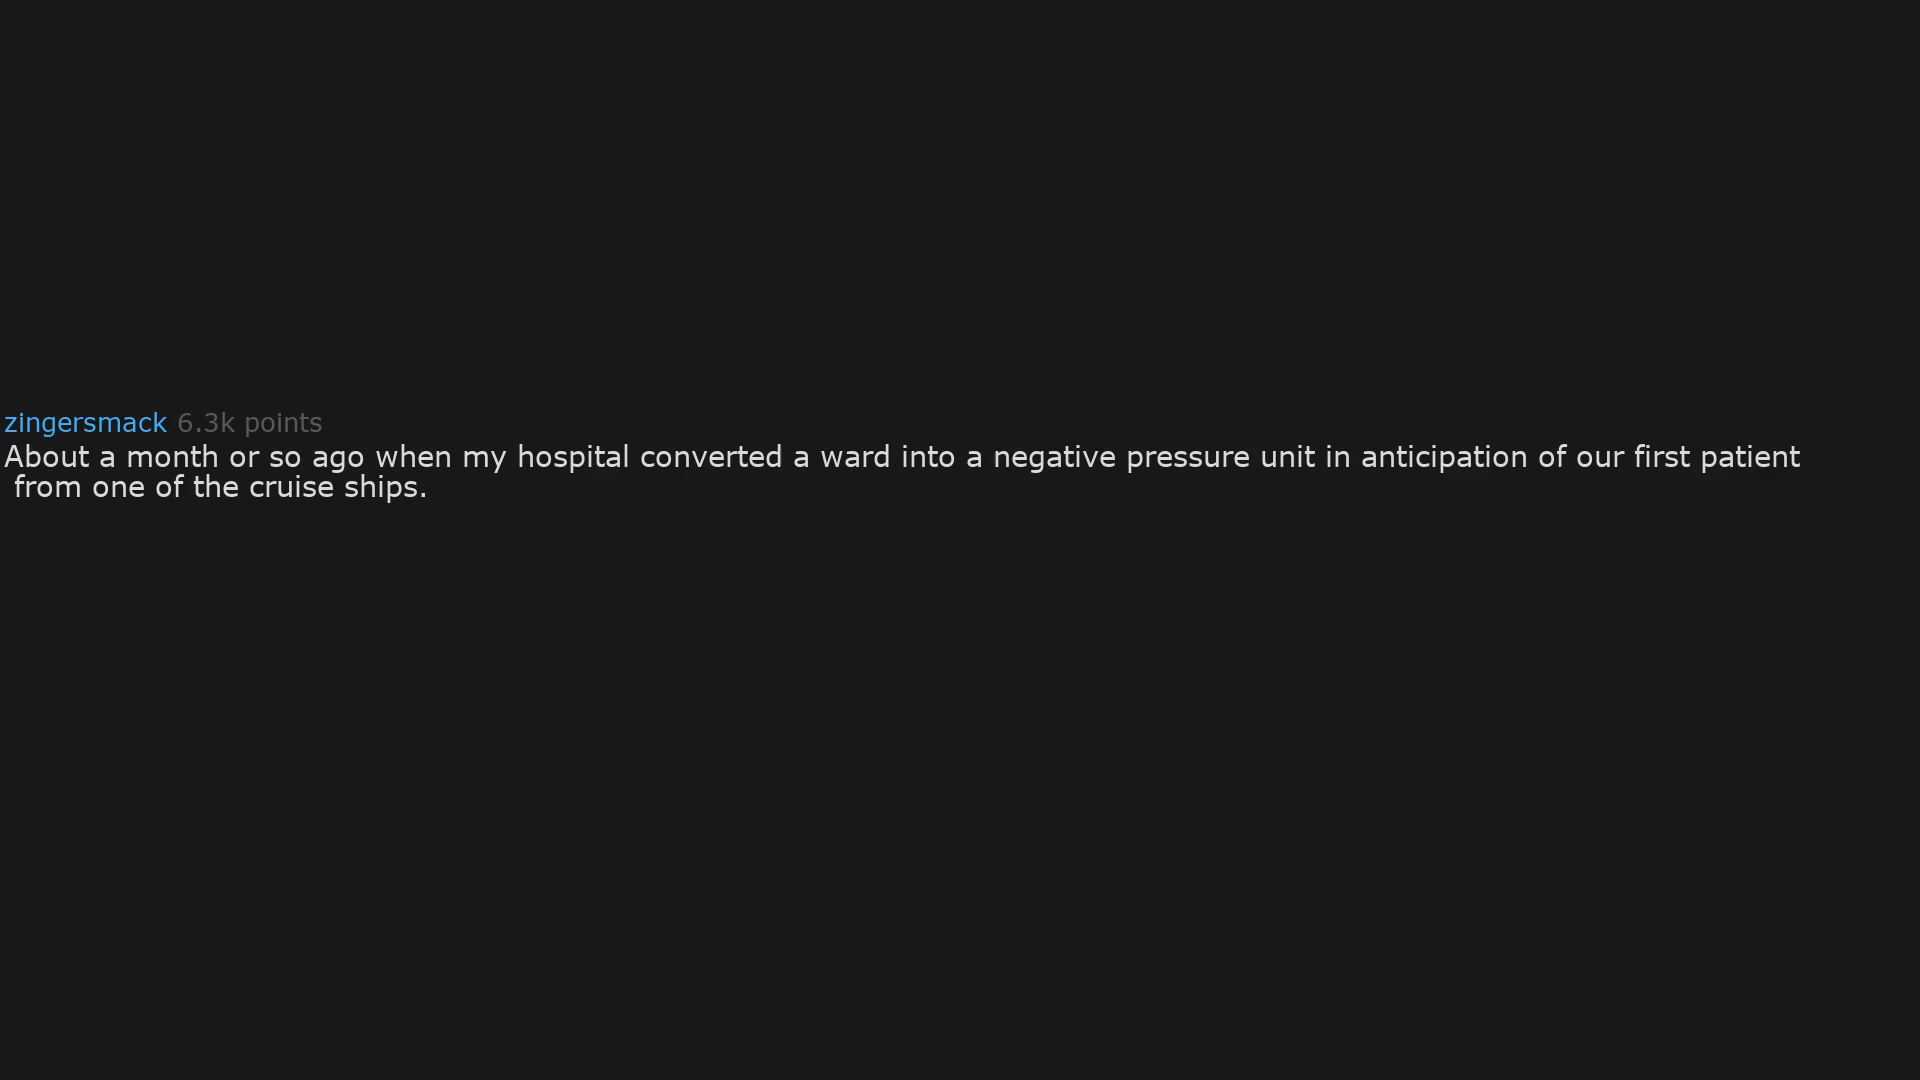 zingersmack 6.3k points
About a month or so ago when my hospital converted a ward into a negative pressure unit in anticipation of our first patient
from one of the cruise ships.